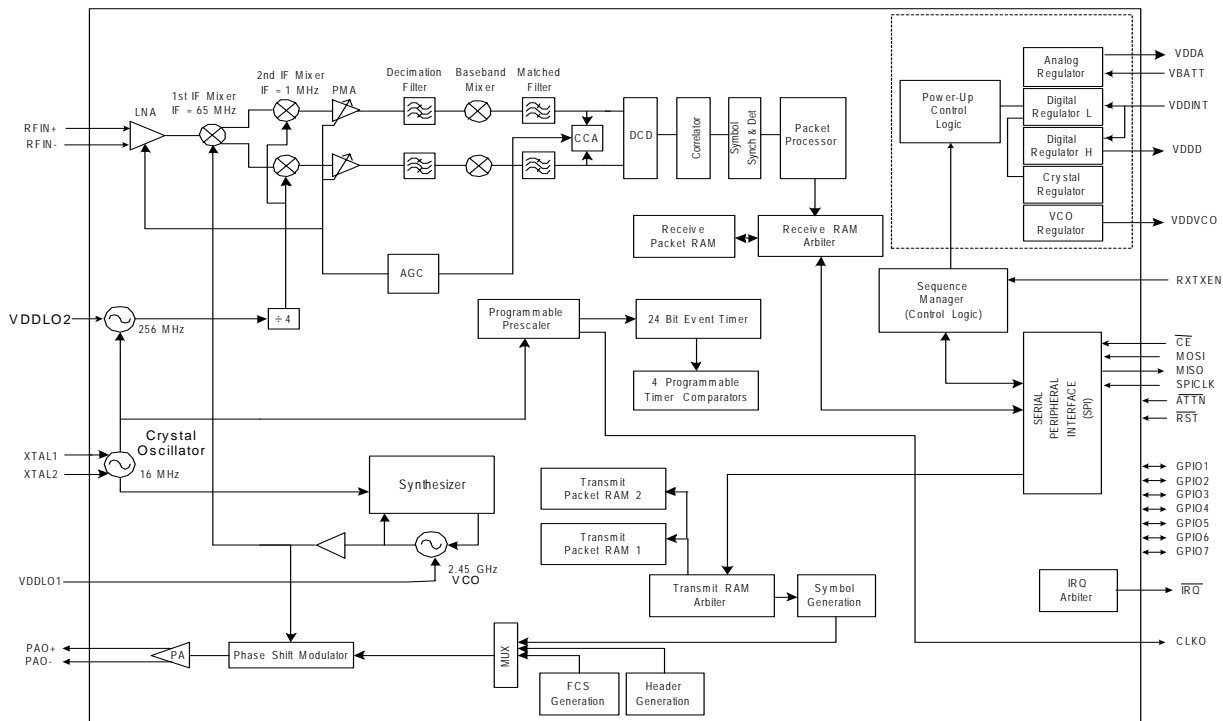 RFIN+
RFIN-
LNA
1st IF Mixer
IF = 65 MHz
2nd IF Mixer
IF = 1 MHz
PMA
Decimation
Filter
Baseband
Mixer
Matched
Filter
CCA
DCD
Correlator
Symbol
Synch & Det
Packet
Processor
Power-Up
Control
Logic
Analog
Regulator
Digital
Regulator L
Digital
Regulator H
Crystal
Regulator
VCO
Regulator
VDDA
VBATT
VDDINT
VDDD
VDDVCO
Receive
Packet RAM
Receive RAM
Arbiter
AGC
Sequence
Manager
(Control Logic)
RXTXEN
VDDLO2
256 MHz
÷4
Programmable
Prescaler
24 Bit Event Timer
4 Programmable
Timer Comparators
SERIAL
PERIPHERAL
INTERFACE
(SPI)
CE
MOSI
MISO
SPICLK
ATTN
RST
Crystal
Oscillator
XTAL1
XTAL2
16 MHz
Synthesizer
2.45 GHz
VCO
VDDLO1
Transmit
Packet RAM 2
Transmit
Packet RAM 1
Transmit RAM
Arbiter
Symbol
Generation
GPIO1
GPIO2
GPIO3
GPIO4
GPIO5
GPIO6
GPIO7
IRQ
Arbiter
IRQ
CLKO
PAO+
PAO-
PA
Phase Shift Modulator
MUX
FCS
Generation
Header
Generation